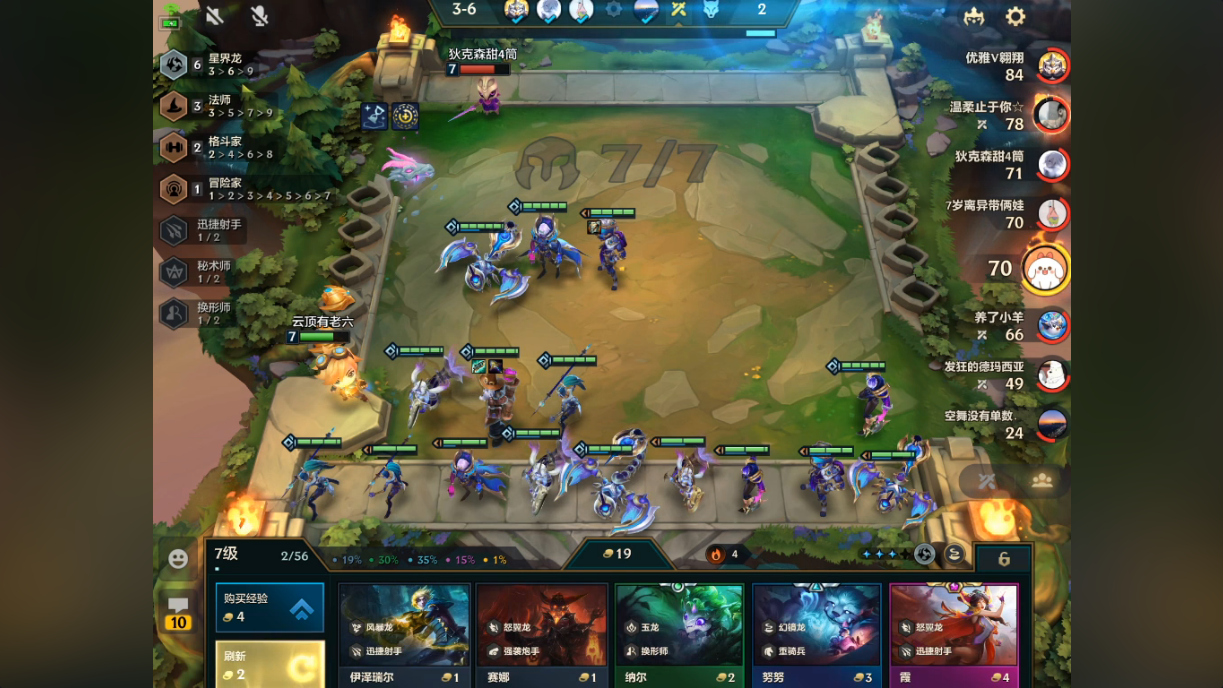 3-6
2
6 星界龙
3 > 6 > 9
3 法师
3 > 5 > 7 > 9
2 格斗家
2 > 4 > 6 > 8
1 冒险家
1 > 2 > 3 > 4 > 5 > 6 > 7
迅捷射手
1 / 2
秘术师
1 / 2
换形师
1 / 2
狄克森甜4筒
7
7/7
云顶有老六
7
优雅V翱翔
84
温柔止于你☆
78
狄克森甜4筒
71
7岁离异带俩娃
70
70
养了小羊
66
发狂的德玛西亚
49
空舞没有单数.
24
7级
2/56
19% 30% 35% 15% 1%
19
4
10
购买经验
4
刷新
2
风暴龙
迅捷射手
伊泽瑞尔 1
怒翼龙
强袭炮手
赛娜 1
玉龙
换形师
纳尔 2
幻镜龙
重骑兵
努努 3
怒翼龙
迅捷射手
霞 4